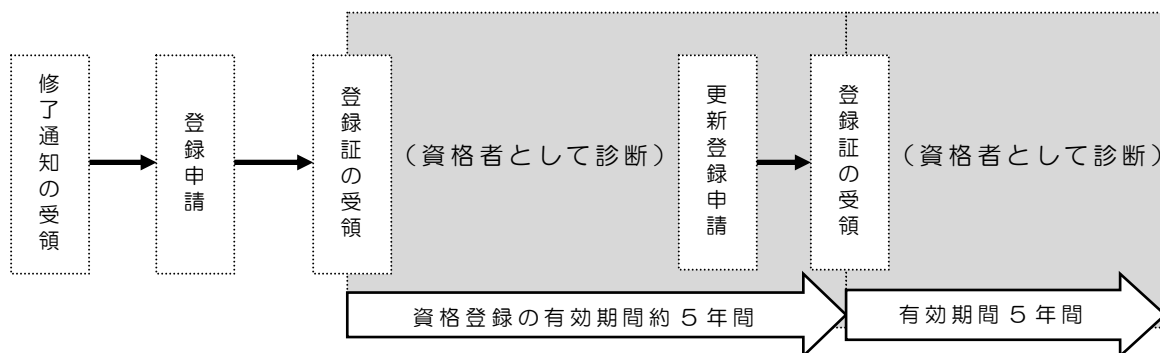 修了通知の受領
登録申請
登録証の受領
（資格者として診断）
更新登録申請
登録証の受領
（資格者として診断）
資格登録の有効期間約５年間
有効期間５年間